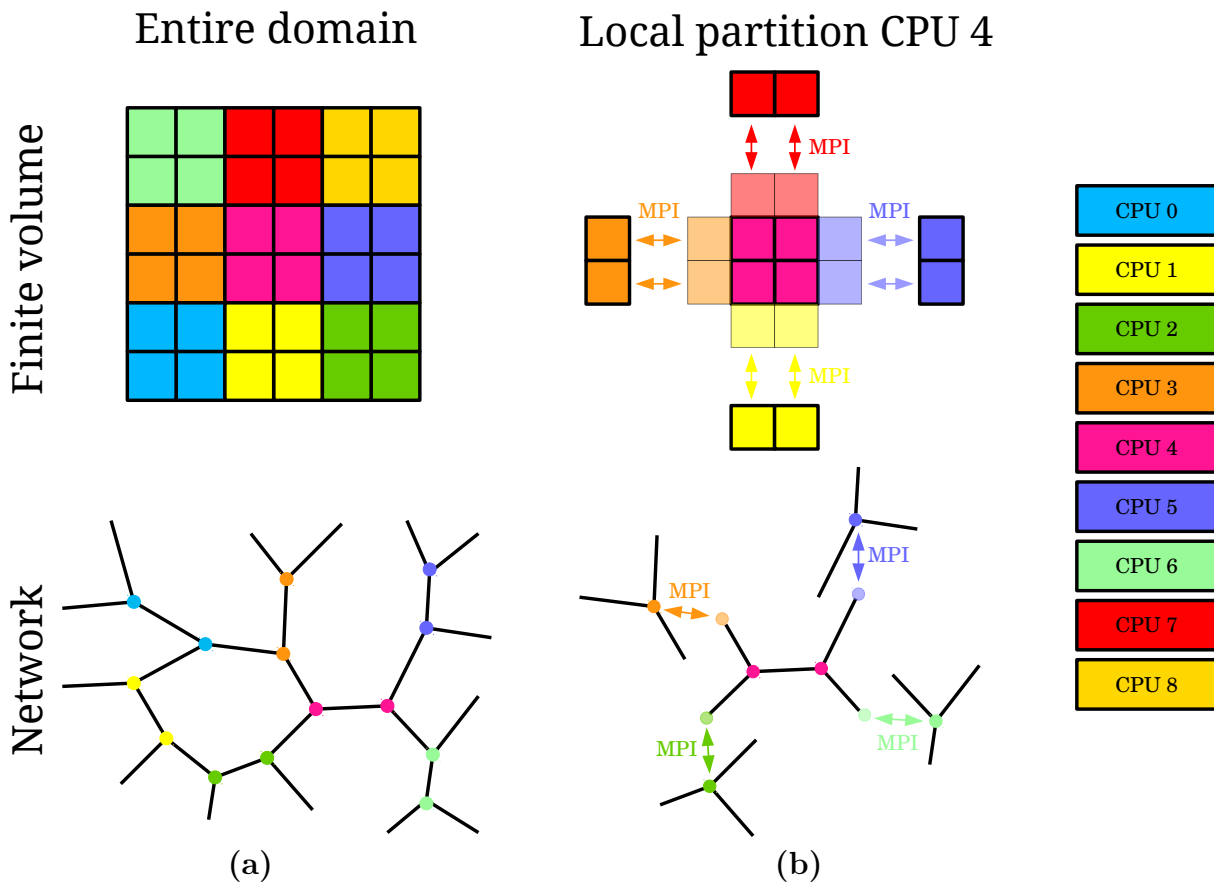 Entire domain
Local partition CPU 4
Finite volume
MPI
MPI
MPI
MPI
Network
MPI
MPI
MPI
MPI
(a)
(b)
CPU 0
CPU 1
CPU 2
CPU 3
CPU 4
CPU 5
CPU 6
CPU 7
CPU 8